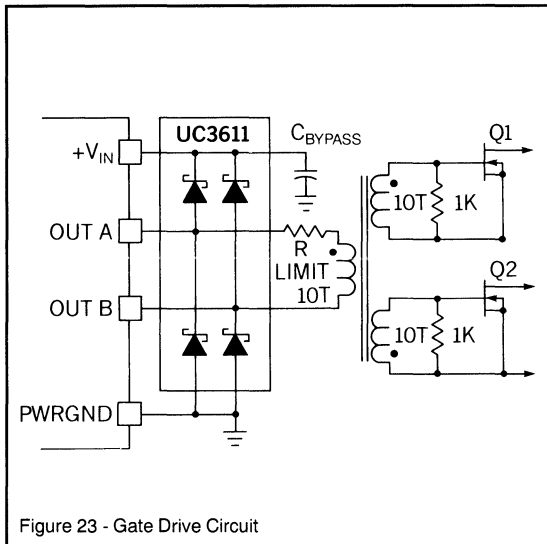 UC3611
C_BYPASS
+V_IN
Q1
OUT A
10T
1K
R
LIMIT
10T
Q2
OUT B
10T
1K
PWRGND
Figure 23 - Gate Drive Circuit